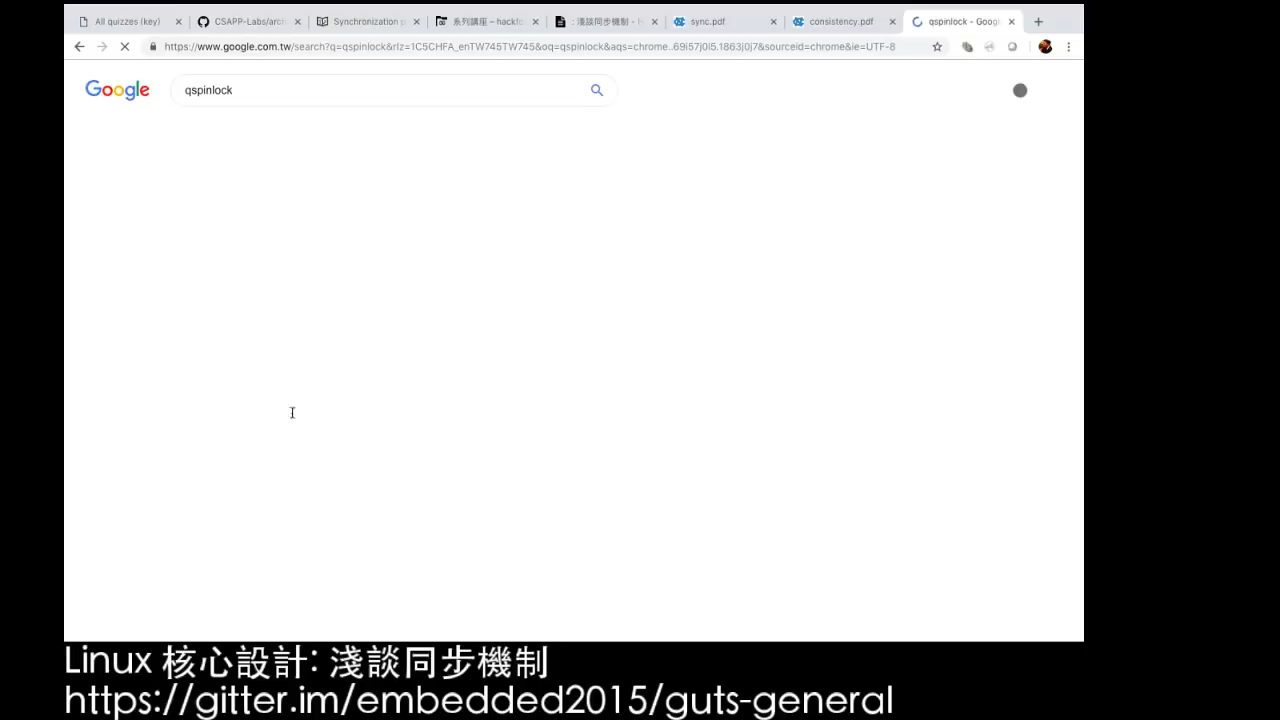 All quizzes (key)
CSAPP-Labs/arch
Synchronization p
系列講座 – hackfo
: 淺談同步機制 - H
sync.pdf
consistency.pdf
qspinlock - Googl
https://www.google.com.tw/search?q=qspinlock&rlz=1C5CHFA_enTW745TW745&oq=qspinlock&aqs=chrome..69i57j0l5.1863j0j7&sourceid=chrome&ie=UTF-8
Google
qspinlock
Linux 核心設計: 淺談同步機制
https://gitter.im/embedded2015/guts-general